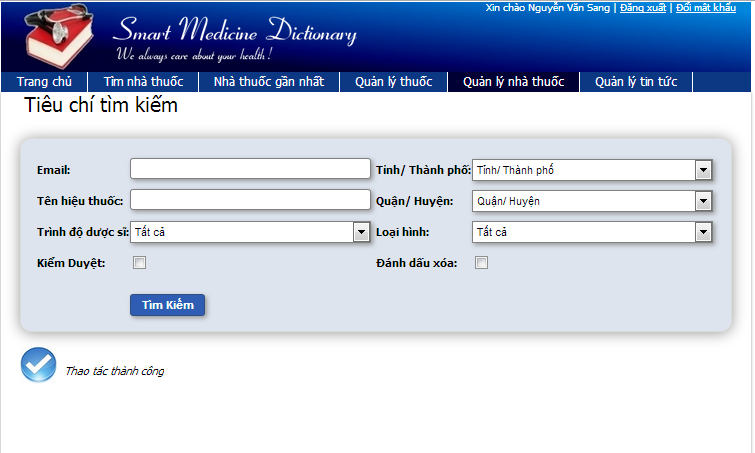 Xin chào Nguyễn Văn Sang | Đăng xuất | Đổi mật khẩu
Smart Medicine Dictionary
We always care about your health!
Trang chủ Tìm nhà thuốc Nhà thuốc gần nhất Quản lý thuốc Quản lý nhà thuốc Quản lý tin tức
Tiêu chí tìm kiếm
Email: Tỉnh/ Thành phố: Tỉnh/ Thành phố
Tên hiệu thuốc: Quận/ Huyện: Quận/ Huyện
Trình độ dược sĩ: Tất cả Loại hình: Tất cả
Kiểm Duyệt: Đánh dấu xóa:
Tìm Kiếm
Thao tác thành công